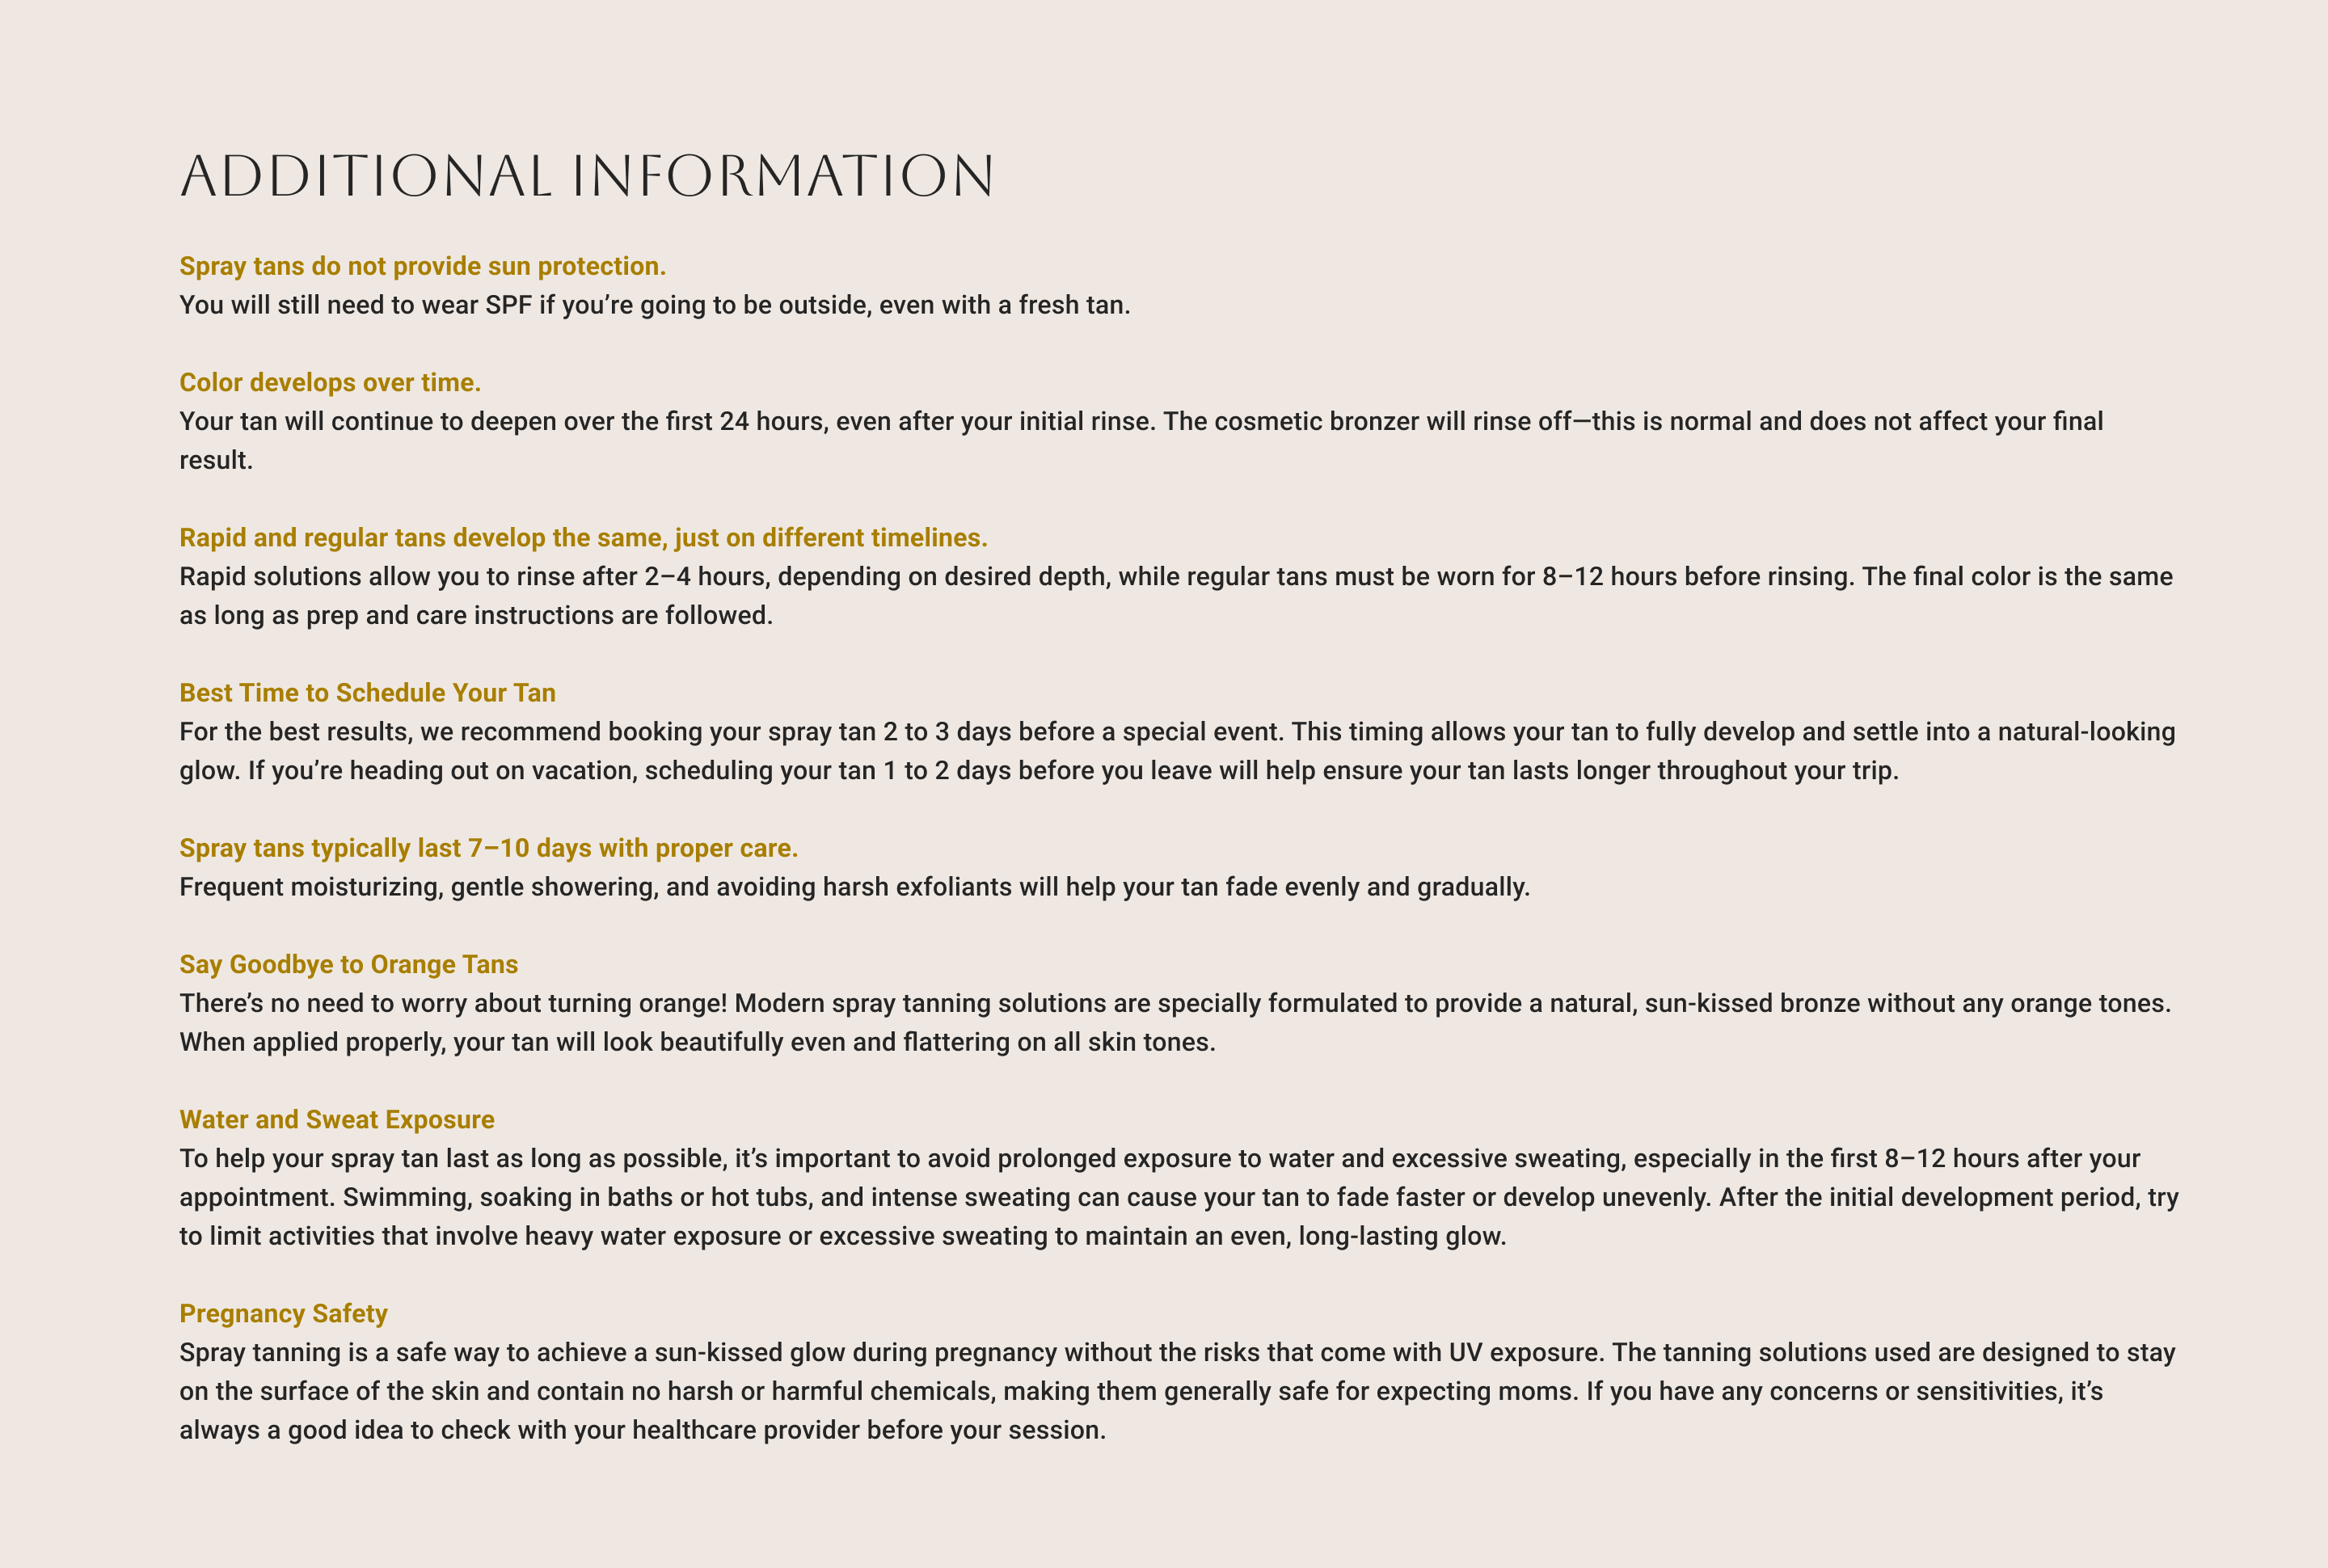 ADDITIONAL INFORMATION
Spray tans do not provide sun protection.
You will still need to wear SPF if you’re going to be outside, even with a fresh tan.
Color develops over time.
Your tan will continue to deepen over the first 24 hours, even after your initial rinse. The cosmetic bronzer will rinse off—this is normal and does not affect your final
result.
Rapid and regular tans develop the same, just on different timelines.
Rapid solutions allow you to rinse after 2–4 hours, depending on desired depth, while regular tans must be worn for 8–12 hours before rinsing. The final color is the same
as long as prep and care instructions are followed.
Best Time to Schedule Your Tan
For the best results, we recommend booking your spray tan 2 to 3 days before a special event. This timing allows your tan to fully develop and settle into a natural-looking
glow. If you’re heading out on vacation, scheduling your tan 1 to 2 days before you leave will help ensure your tan lasts longer throughout your trip.
Spray tans typically last 7–10 days with proper care.
Frequent moisturizing, gentle showering, and avoiding harsh exfoliants will help your tan fade evenly and gradually.
Say Goodbye to Orange Tans
There’s no need to worry about turning orange! Modern spray tanning solutions are specially formulated to provide a natural, sun-kissed bronze without any orange tones.
When applied properly, your tan will look beautifully even and flattering on all skin tones.
Water and Sweat Exposure
To help your spray tan last as long as possible, it’s important to avoid prolonged exposure to water and excessive sweating, especially in the first 8–12 hours after your
appointment. Swimming, soaking in baths or hot tubs, and intense sweating can cause your tan to fade faster or develop unevenly. After the initial development period, try
to limit activities that involve heavy water exposure or excessive sweating to maintain an even, long-lasting glow.
Pregnancy Safety
Spray tanning is a safe way to achieve a sun-kissed glow during pregnancy without the risks that come with UV exposure. The tanning solutions used are designed to stay
on the surface of the skin and contain no harsh or harmful chemicals, making them generally safe for expecting moms. If you have any concerns or sensitivities, it’s
always a good idea to check with your healthcare provider before your session.